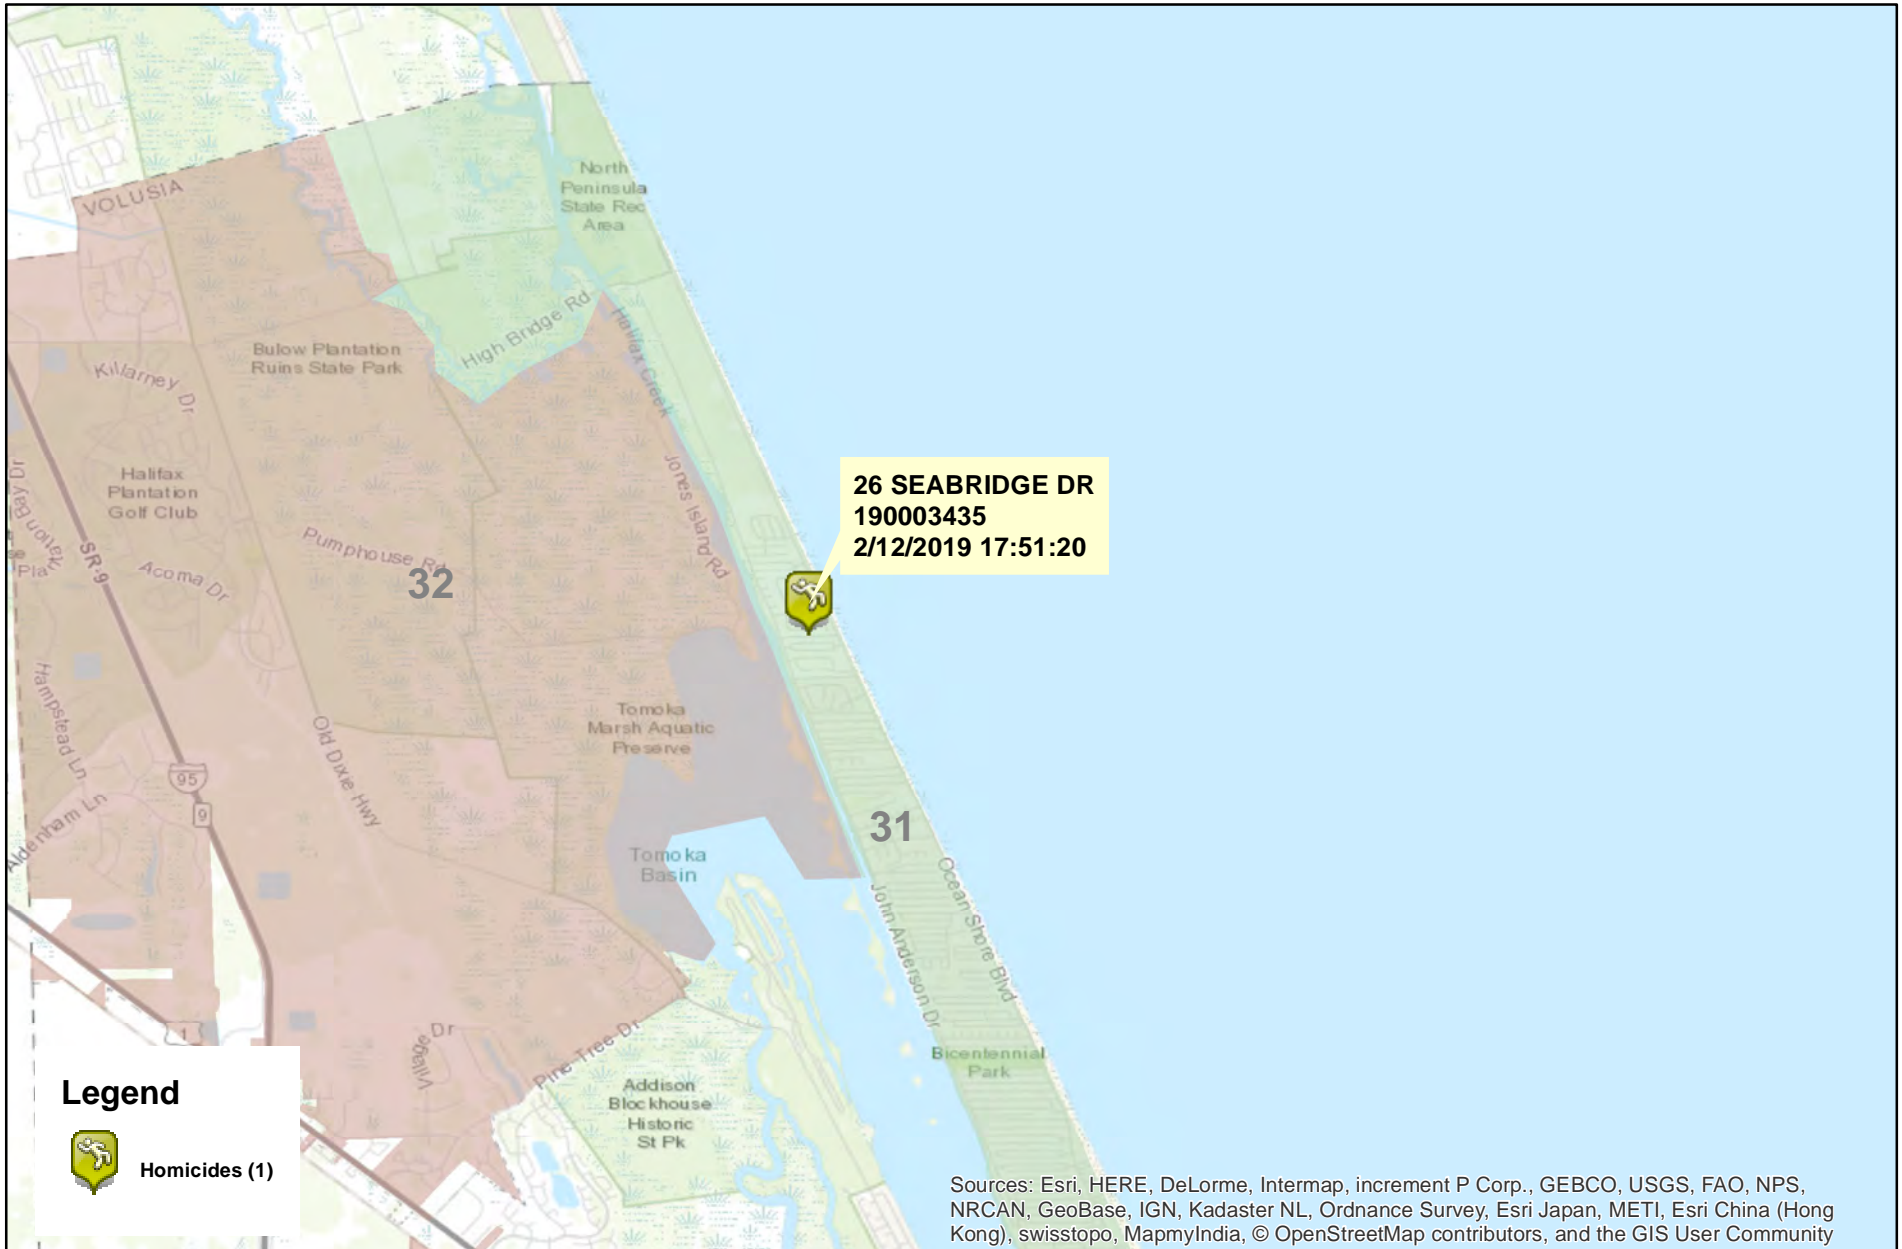 North
Peninsula
State Rec
Area
VOLUSIA
High Bridge Rd
Halifax Creek
Bulow Plantation
Ruins State Park
Killarney Dr
Halifax
Plantation
Golf Club
Jones Island Rd
26 SEABRIDGE DR
190003435
2/12/2019 17:51:20
SR-9
Pumphouse Rd
32
Acoma Dr
Hampstead Ln
Tomoka
Marsh Aquatic
Preserve
Old Dixie Hwy
95
9
Aldenham Ln
31
Tomoka
Basin
Ocean Shore Blvd
John Anderson Dr
1
Village Dr
Pine Tree Dr
Bicentennial
Park
Addison
Blockhouse
Historic
St Pk
Legend
Homicides (1)
Sources: Esri, HERE, DeLorme, Intermap, increment P Corp., GEBCO, USGS, FAO, NPS,
NRCAN, GeoBase, IGN, Kadaster NL, Ordnance Survey, Esri Japan, METI, Esri China (Hong
Kong), swisstopo, MapmyIndia, © OpenStreetMap contributors, and the GIS User Community